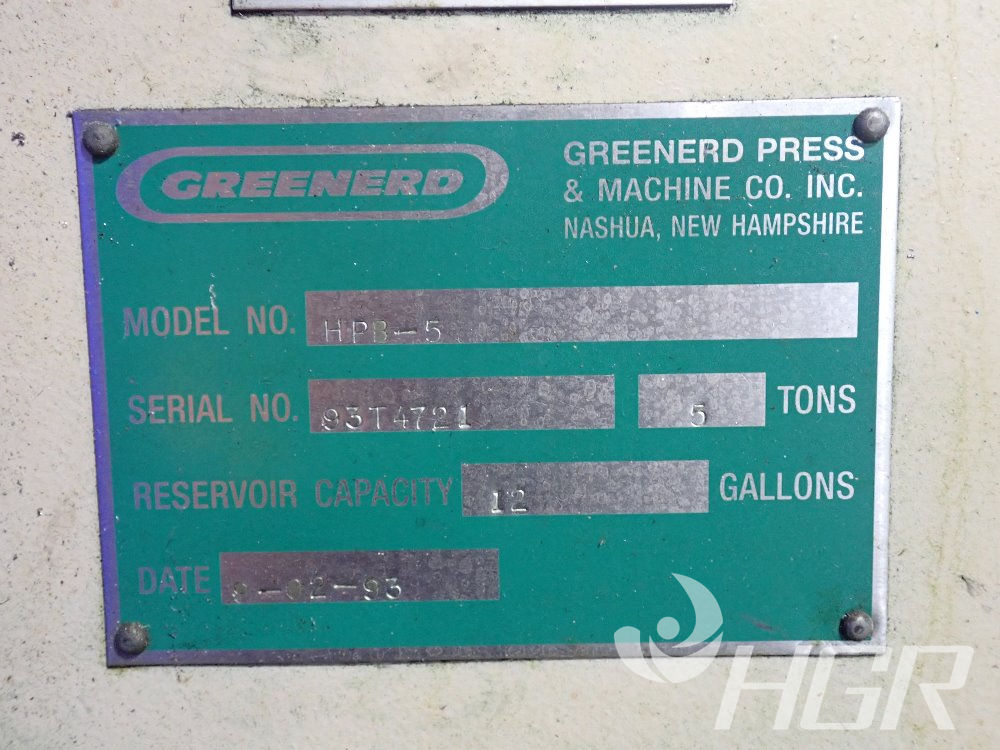 GREENERD
GREENERD PRESS
& MACHINE CO. INC.
NASHUA, NEW HAMPSHIRE
MODEL NO. HPB-5
SERIAL NO. 93T4721 5 TONS
RESERVOIR CAPACITY 12 GALLONS
DATE
HGR